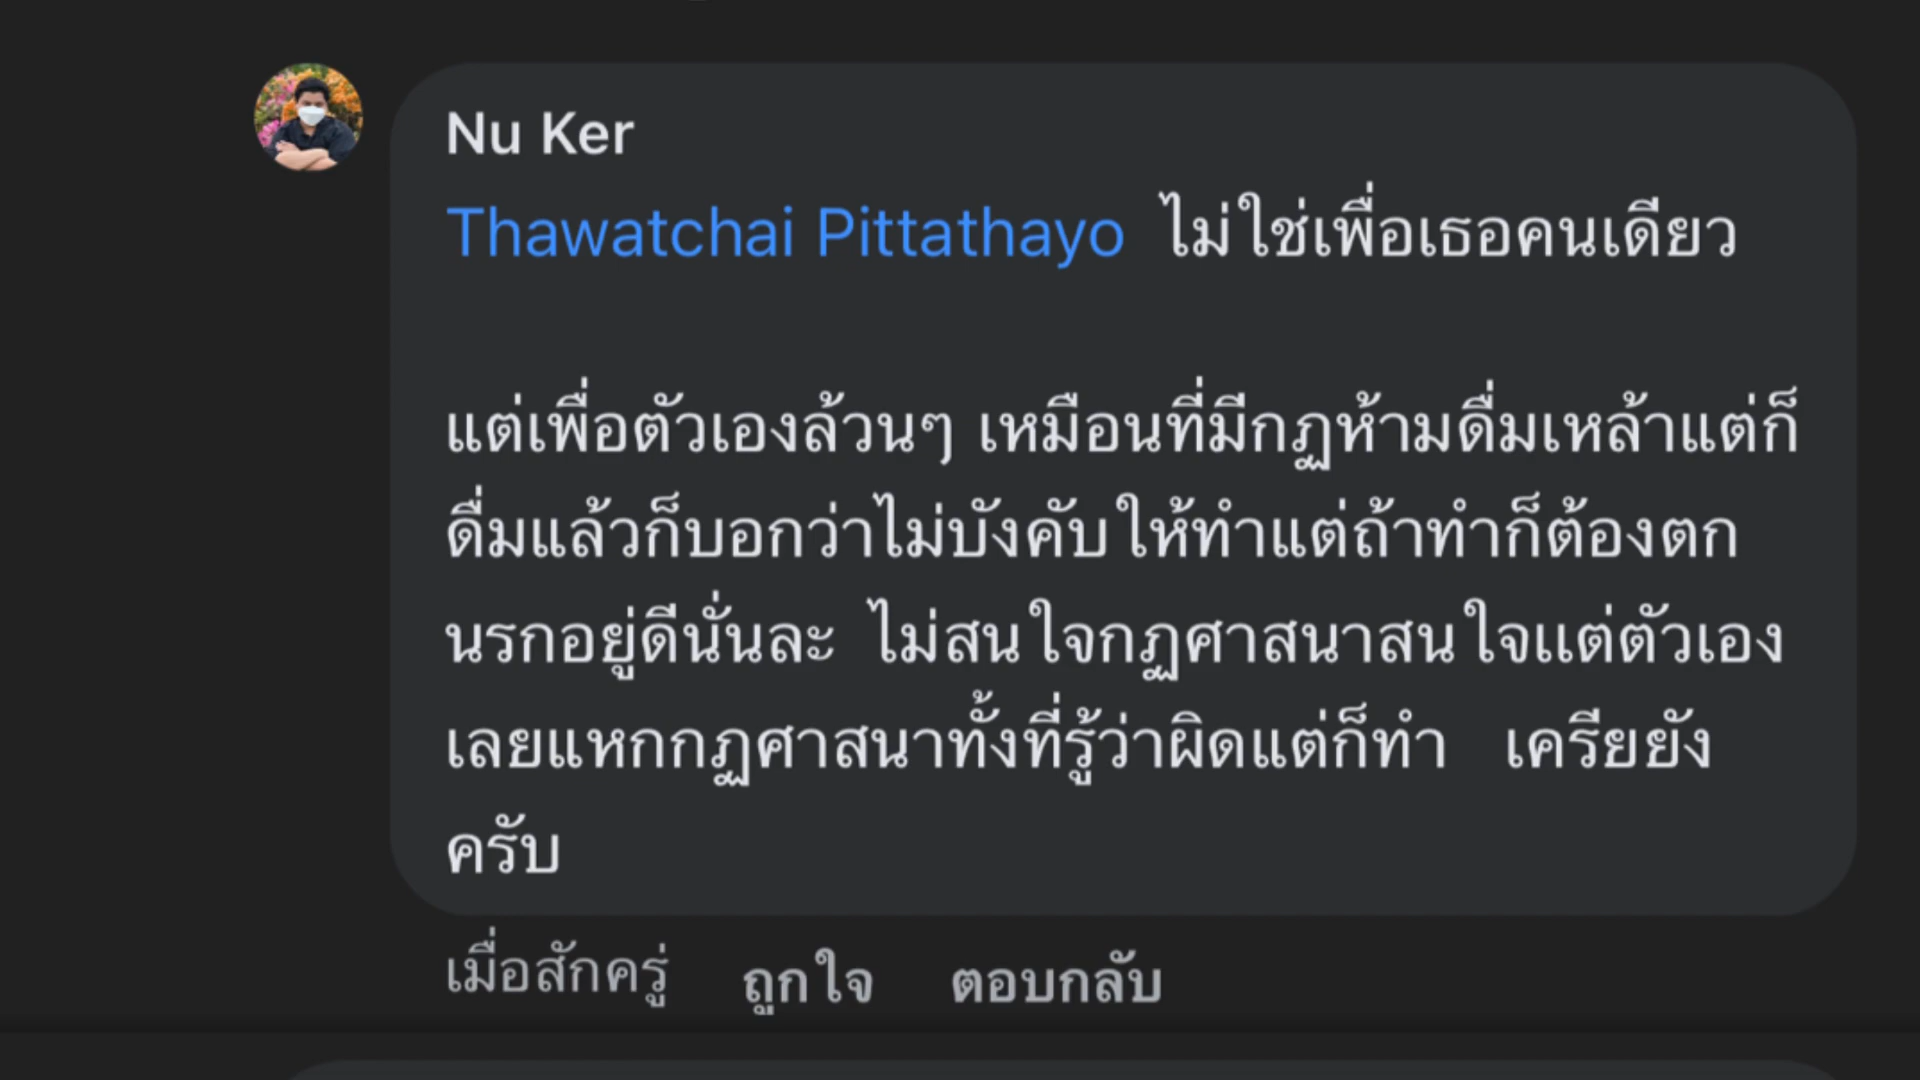 Nu Ker
Thawatchai Pittathayo ไม่ใช่เพื่อเธอคนเดียว
แต่เพื่อตัวเองล้วนๆ เหมือนที่มีกฏห้ามดื่มเหล้าแต่ก็
ดื่มแล้วก็บอกว่าไม่บังคับให้ทำแต่ถ้าทำก็ต้องตก
นรกอยู่ดีนั่นละ ไม่สนใจกฏศาสนาสนใจแต่ตัวเอง
เลยแหกกฏศาสนาทั้งที่รู้ว่าผิดแต่ก็ทำ เครียยัง
ครับ
เมื่อสักครู่ ถูกใจ ตอบกลับ